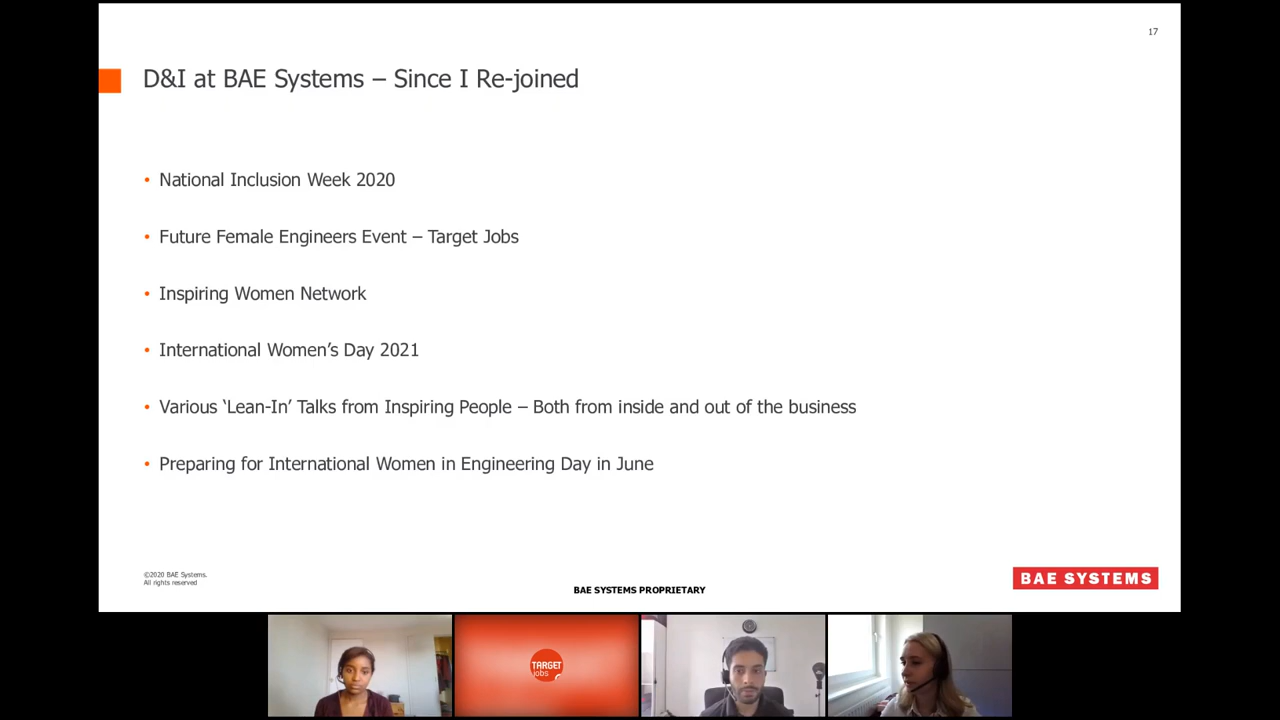 17
D&I at BAE Systems – Since I Re-joined
• National Inclusion Week 2020
• Future Female Engineers Event – Target Jobs
• Inspiring Women Network
• International Women’s Day 2021
• Various ‘Lean-In’ Talks from Inspiring People – Both from inside and out of the business
• Preparing for International Women in Engineering Day in June
©2020 BAE Systems.
All rights reserved
BAE SYSTEMS PROPRIETARY
BAE SYSTEMS
TARGET
jobs